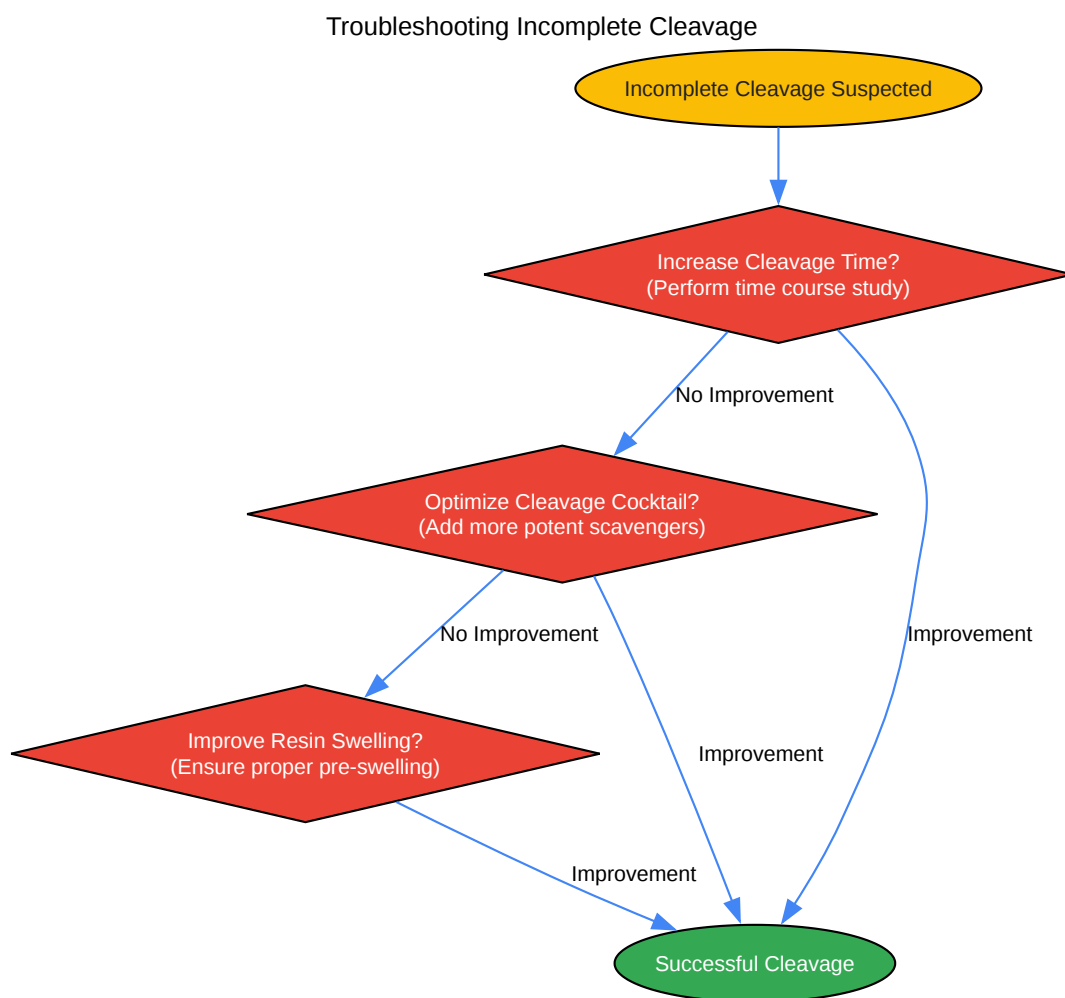 Troubleshooting Incomplete Cleavage
Incomplete Cleavage Suspected
Increase Cleavage Time?
(Perform time course study)
No Improvement
Optimize Cleavage Cocktail?
(Add more potent scavengers)
No Improvement
Improvement
Improve Resin Swelling?
(Ensure proper pre-swelling)
Improvement
Improvement
Successful Cleavage